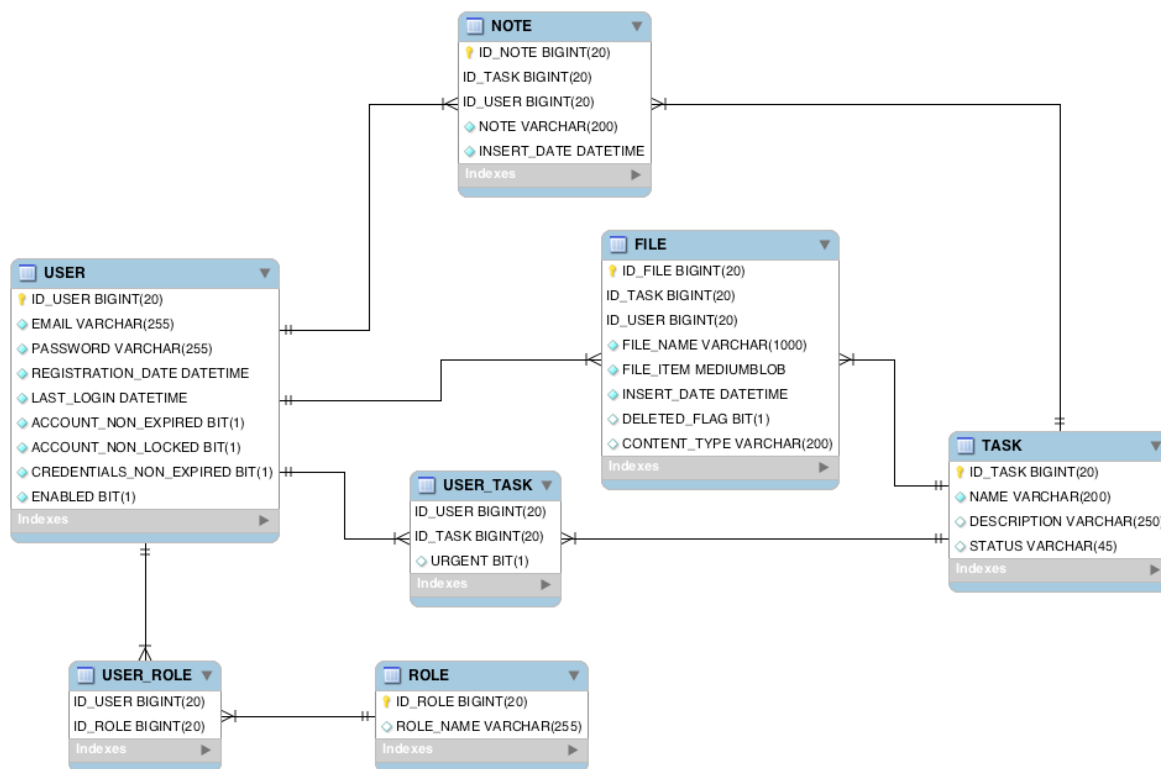 NOTE
ID_NOTE BIGINT(20)
ID_TASK BIGINT(20)
ID_USER BIGINT(20)
NOTE VARCHAR(200)
INSERT_DATE DATETIME
Indexes
FILE
ID_FILE BIGINT(20)
ID_TASK BIGINT(20)
ID_USER BIGINT(20)
FILE_NAME VARCHAR(1000)
FILE_ITEM MEDIUMBLOB
INSERT_DATE DATETIME
DELETED_FLAG BIT(1)
CONTENT_TYPE VARCHAR(200)
Indexes
USER
ID_USER BIGINT(20)
EMAIL VARCHAR(255)
PASSWORD VARCHAR(255)
REGISTRATION_DATE DATETIME
LAST_LOGIN DATETIME
ACCOUNT_NON_EXPIRED BIT(1)
ACCOUNT_NON_LOCKED BIT(1)
CREDENTIALS_NON_EXPIRED BIT(1)
ENABLED BIT(1)
Indexes
TASK
ID_TASK BIGINT(20)
NAME VARCHAR(200)
DESCRIPTION VARCHAR(250)
STATUS VARCHAR(45)
Indexes
USER_TASK
ID_USER BIGINT(20)
ID_TASK BIGINT(20)
URGENT BIT(1)
Indexes
USER_ROLE
ID_USER BIGINT(20)
ID_ROLE BIGINT(20)
Indexes
ROLE
ID_ROLE BIGINT(20)
ROLE_NAME VARCHAR(255)
Indexes